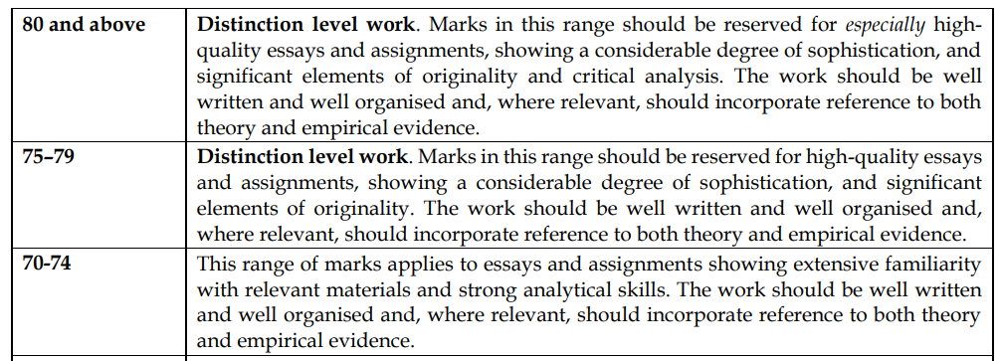 80 and above
Distinction level work. Marks in this range should be reserved for especially high-
quality essays and assignments, showing a considerable degree of sophistication, and
significant elements of originality and critical analysis. The work should be well
written and well organised and, where relevant, should incorporate reference to both
theory and empirical evidence.
75–79
Distinction level work. Marks in this range should be reserved for high-quality essays
and assignments, showing a considerable degree of sophistication, and significant
elements of originality. The work should be well written and well organised and,
where relevant, should incorporate reference to both theory and empirical evidence.
70-74
This range of marks applies to essays and assignments showing extensive familiarity
with relevant materials and strong analytical skills. The work should be well written
and well organised and, where relevant, should incorporate reference to both theory
and empirical evidence.